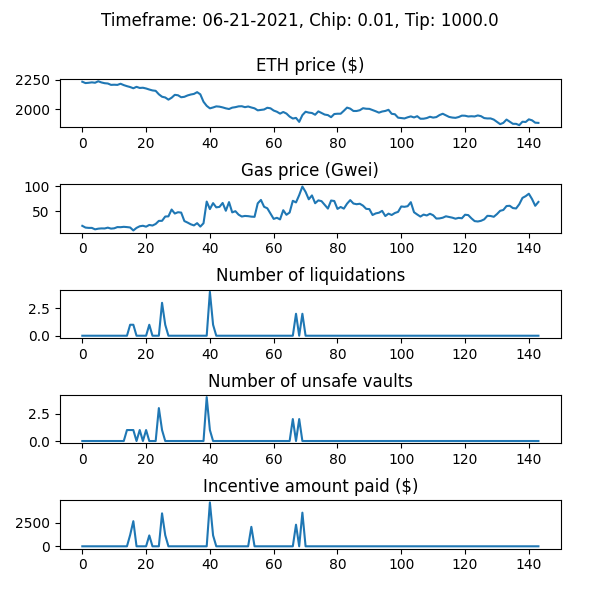 Timeframe: 06-21-2021, Chip: 0.01, Tip: 1000.0
ETH price ($)
2250
2000
0 20 40 60 80 100 120 140
Gas price (Gwei)
100
50
0 20 40 60 80 100 120 140
Number of liquidations
2.5
0.0
0 20 40 60 80 100 120 140
Number of unsafe vaults
2.5
0.0
0 20 40 60 80 100 120 140
Incentive amount paid ($)
2500
0
0 20 40 60 80 100 120 140